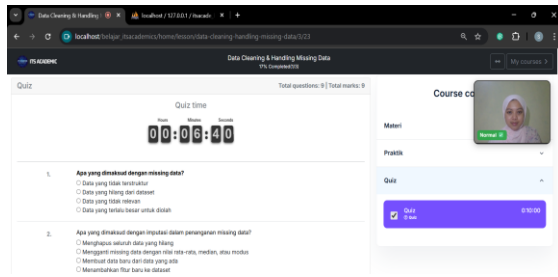 Data Cleaning & Handling
localhost / 127.0.0.1 / itsacade
localhost/belajar_itsacademics/home/lesson/data-cleaning-handling-missing-data/5/23
ITS ACADEMIC
Data Cleaning & Handling Missing Data
17% Completed
My courses
Quiz
Total questions: 9 | Total marks: 9
Course co
Quiz time
Hours Minutes Seconds
00:06:40
Normal
Materi
Praktik
Quiz
Quiz
0:10:00
1. Apa yang dimaksud dengan missing data?
Data yang tidak terstruktur
Data yang hilang dari dataset
Data yang tidak relevan
Data yang terlalu besar untuk diolah
2. Apa yang dimaksud dengan imputasi dalam penanganan missing data?
Menghapus seluruh data yang hilang
Mengganti missing data dengan nilai rata-rata, median, atau modus
Membuat data baru dari data yang ada
Menambahkan fitur baru ke dataset